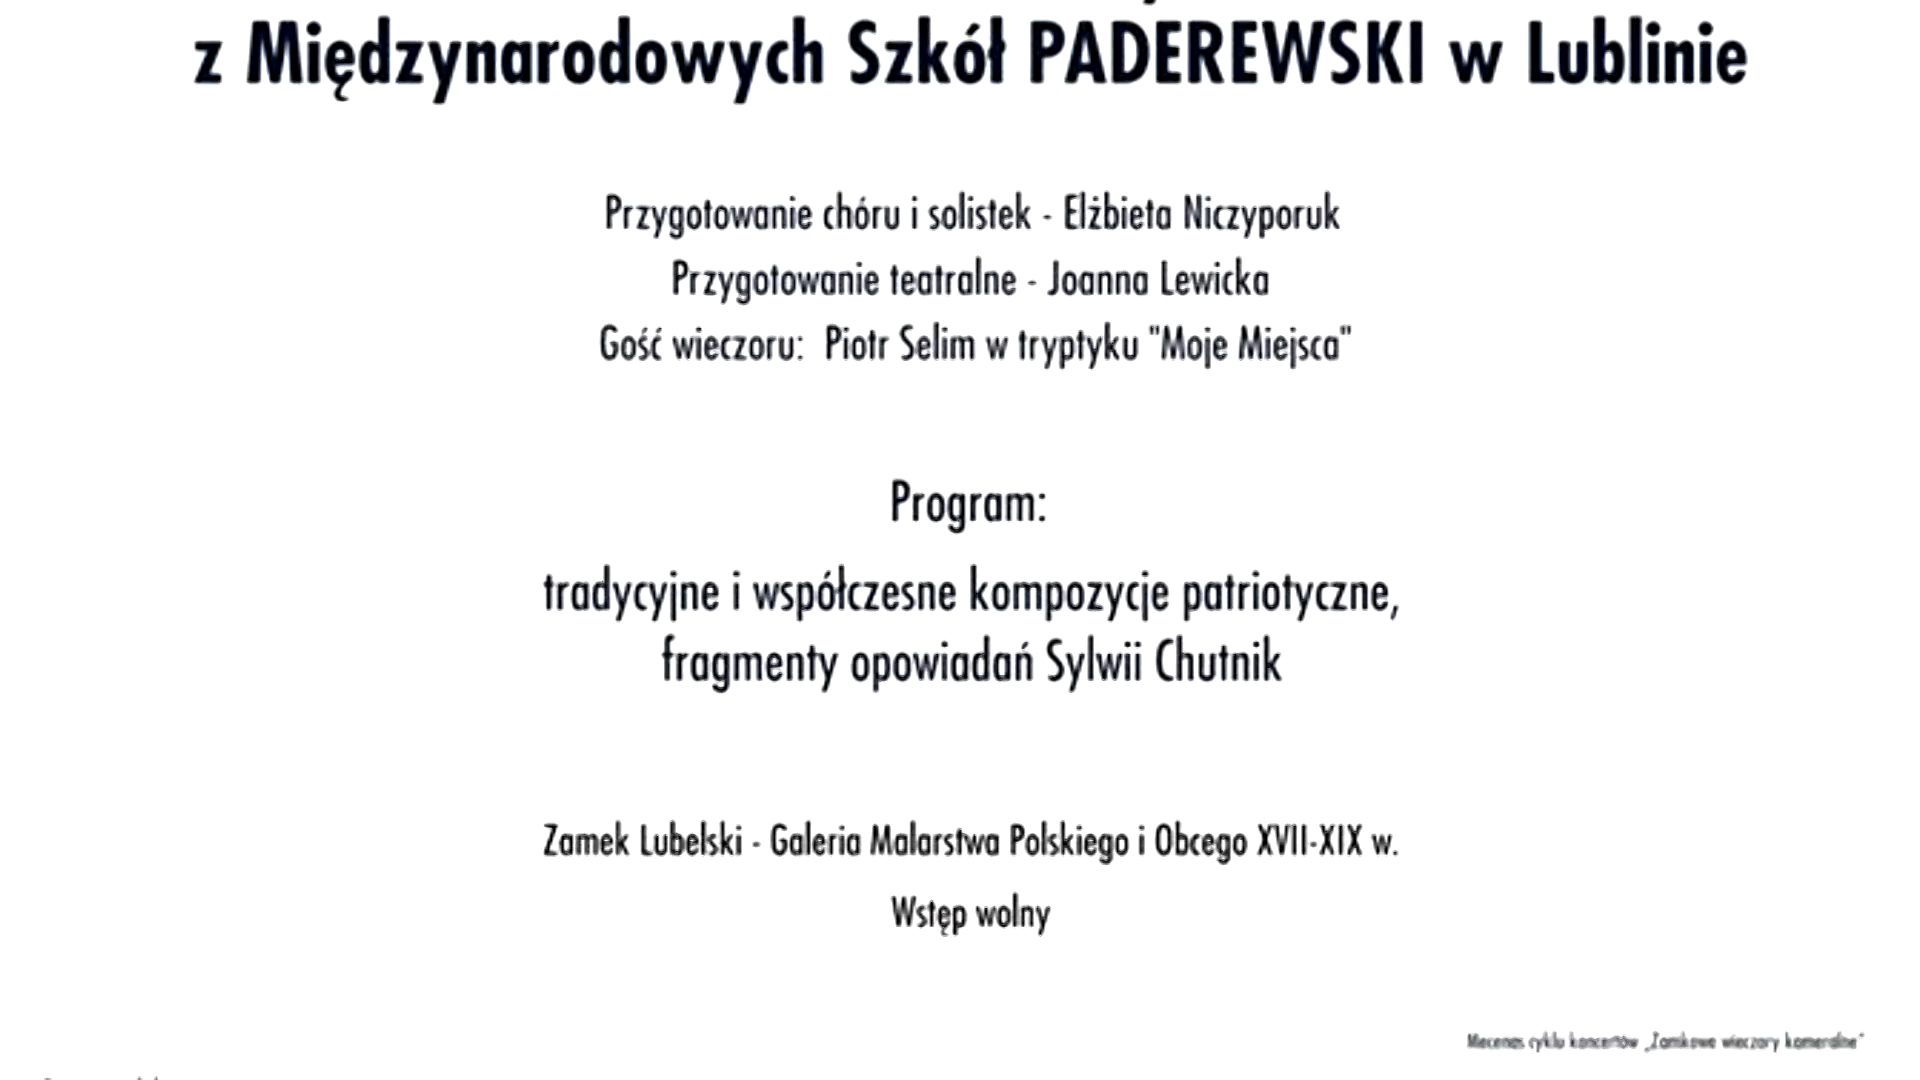 z Międzynarodowych Szkół PADEREWSKI w Lublinie
Przygotowanie chóru i solistek - Elżbieta Niczyporuk
Przygotowanie teatralne - Joanna Lewicka
Gość wieczoru: Piotr Selim w tryptyku "Moje Miejsca"
Program:
tradycyjne i współczesne kompozycje patriotyczne,
fragmenty opowiadań Sylwii Chutnik
Zamek Lubelski - Galeria Malarstwa Polskiego i Obcego XVII-XIX w.
Wstęp wolny
Mecenas cyklu koncertów „Zamkowe wieczory kameralne"